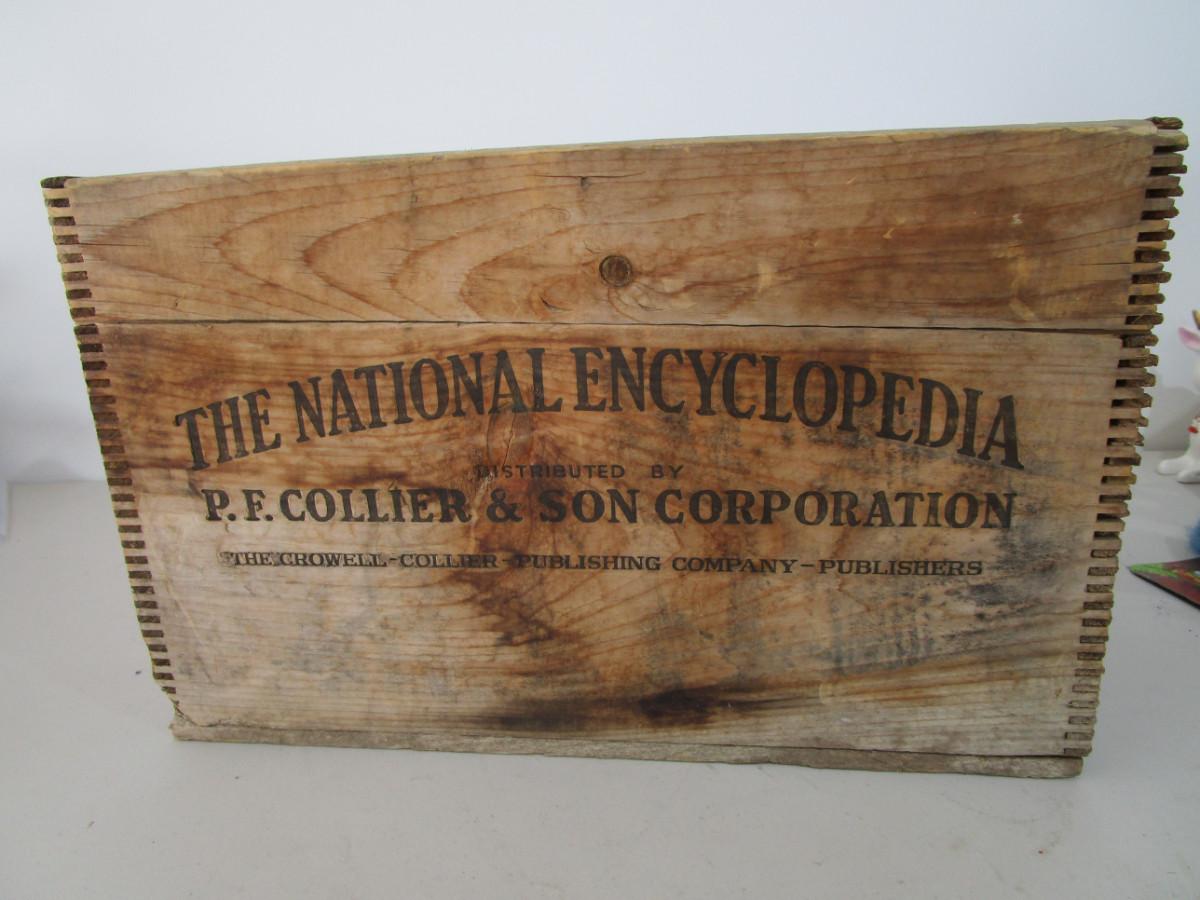 THE NATIONAL ENCYCLOPEDIA
DISTRIBUTED BY
P. F. COLLIER & SON CORPORATION
THE CROWELL-COLLIER-PUBLISHING COMPANY-PUBLISHERS